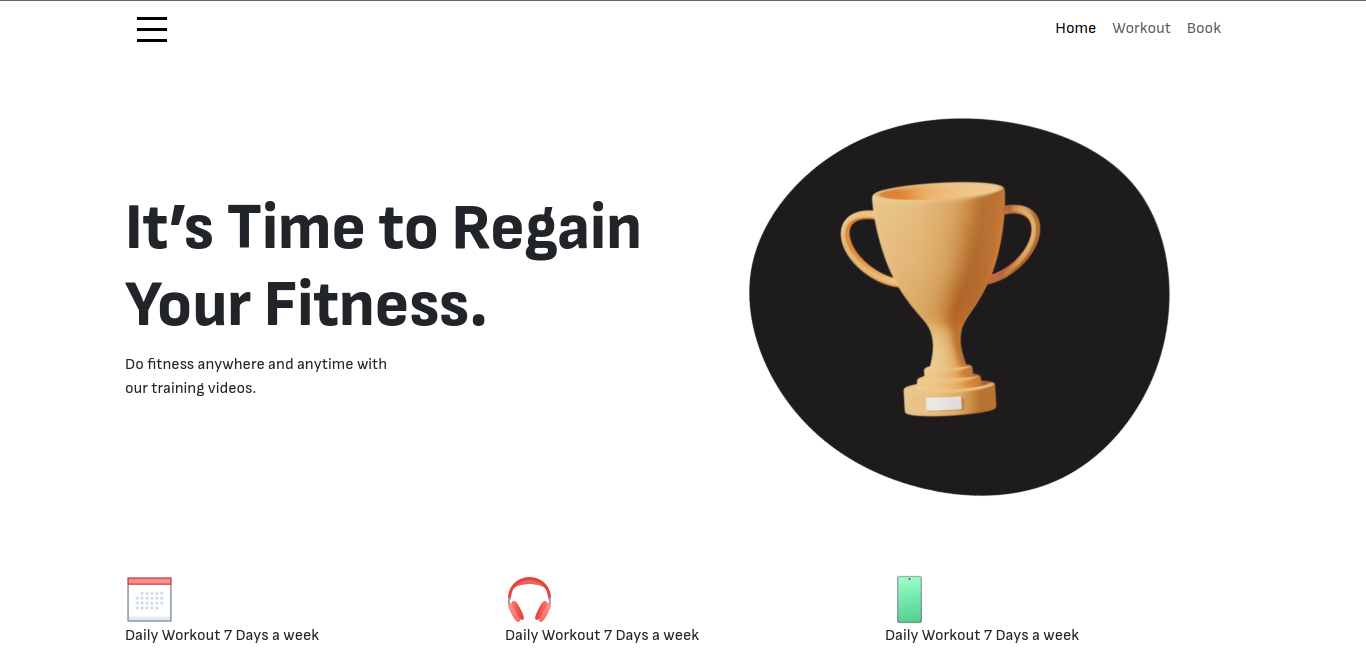 Home Workout Book
It’s Time to Regain
Your Fitness.
Do fitness anywhere and anytime with
our training videos.
Daily Workout 7 Days a week
Daily Workout 7 Days a week
Daily Workout 7 Days a week